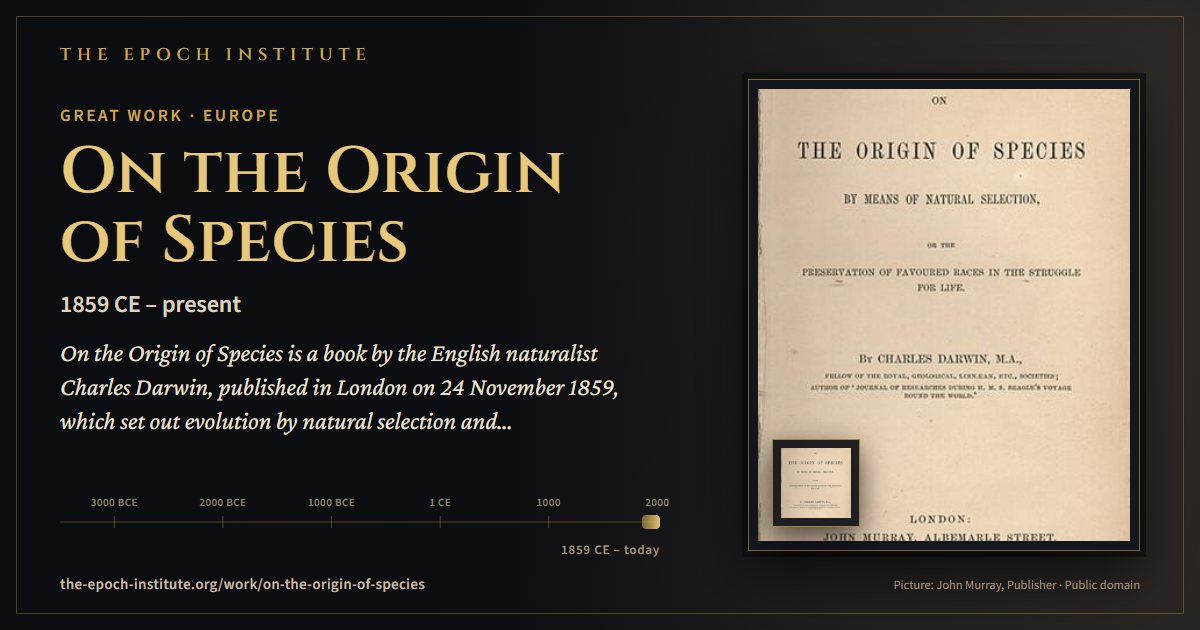 THE EPOCH INSTITUTE
GREAT WORK · EUROPE
On the Origin
of Species
1859 CE – present
On the Origin of Species is a book by the English naturalist
Charles Darwin, published in London on 24 November 1859,
which set out evolution by natural selection and...
3000 BCE 2000 BCE 1000 BCE 1 CE 1000 2000
1859 CE – today
the-epoch-institute.org/work/on-the-origin-of-species
ON
THE ORIGIN OF SPECIES
BY MEANS OF NATURAL SELECTION,
OR THE
PRESERVATION OF FAVOURED RACES IN THE STRUGGLE
FOR LIFE.
By CHARLES DARWIN, M.A.,
FELLOW OF THE ROYAL, GEOLOGICAL, LINNÆAN, ETC., SOCIETIES;
AUTHOR OF 'JOURNAL OF RESEARCHES DURING H. M. S. BEAGLE'S VOYAGE
ROUND THE WORLD.'
THE ORIGIN OF SPECIES
LONDON:
JOHN MURRAY, ALBEMARLE STREET.
Picture: John Murray, Publisher · Public domain